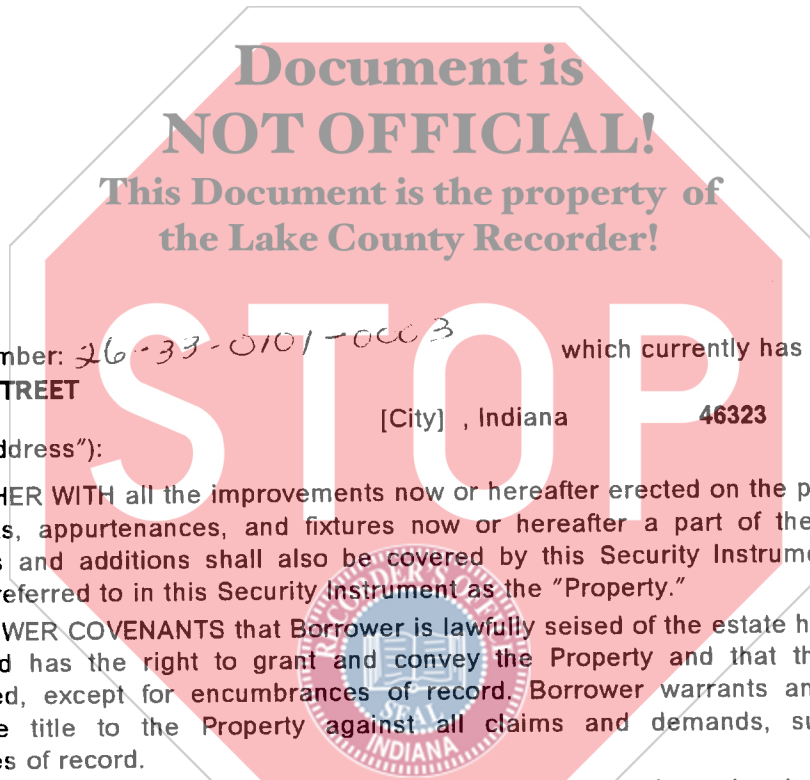 Document is
NOT OFFICIAL!
This Document is the property of
the Lake County Recorder!
STOP
mber: 26-33-0101-0003 which currently has
TREET
[City] , Indiana 46323
ddress"):
HER WITH all the improvements now or hereafter erected on the p
s, appurtenances, and fixtures now or hereafter a part of the
s and additions shall also be covered by this Security Instrume
referred to in this Security Instrument as the "Property."
WER COVENANTS that Borrower is lawfully seised of the estate h
d has the right to grant and convey the Property and that th
ed, except for encumbrances of record. Borrower warrants an
e title to the Property against all claims and demands, su
es of record.
RECORDER'S OFFICE
SEAL
INDIANA